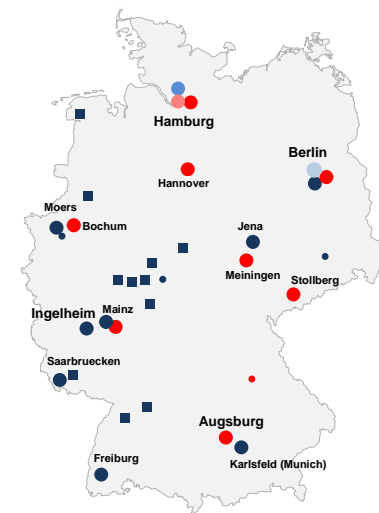 Hamburg
Berlin
Hannover
Moers
Bochum
Jena
Meiningen
Stollberg
Ingelheim
Mainz
Saarbruecken
Augsburg
Freiburg
Karlsfeld (Munich)